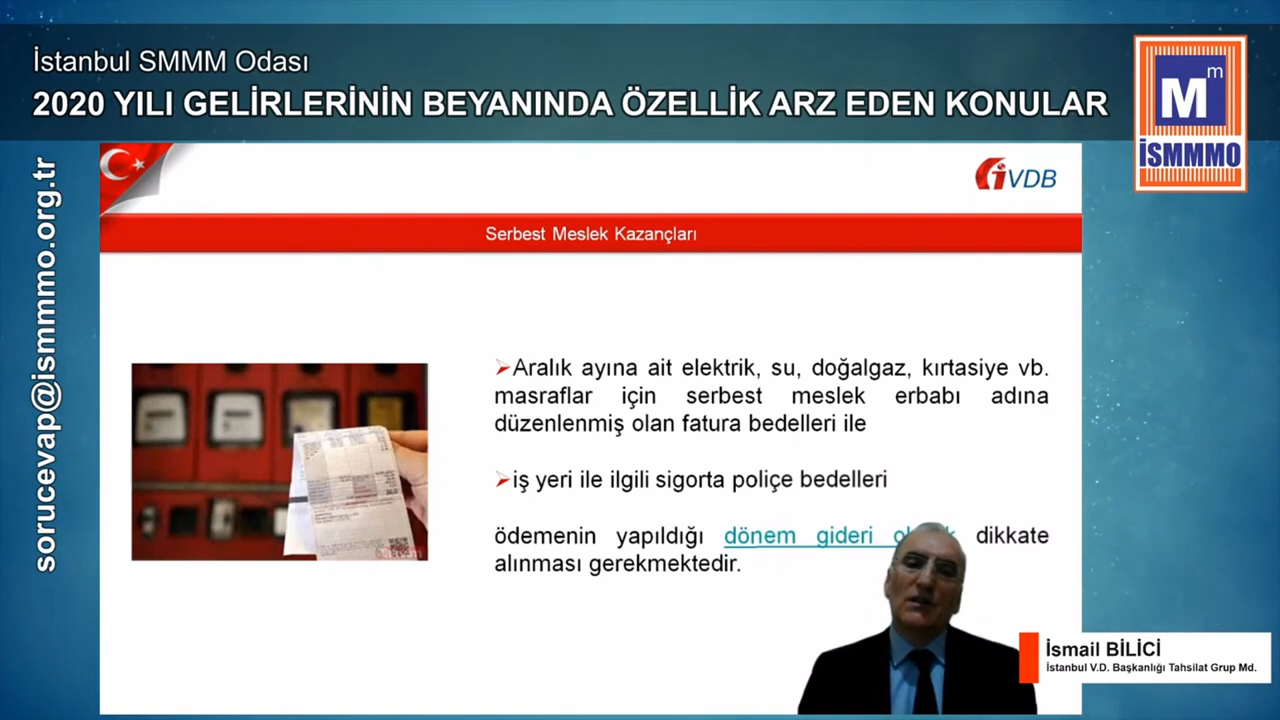 İstanbul SMMM Odası
2020 YILI GELİRLERİNİN BEYANINDA ÖZELLİK ARZ EDEN KONULAR
Mm
İSMMMO
sorucevap@ismmmo.org.tr
iVDB
Serbest Meslek Kazançları
➢Aralık ayına ait elektrik, su, doğalgaz, kırtasiye vb.
masraflar için serbest meslek erbabı adına
düzenlenmiş olan fatura bedelleri ile
➢iş yeri ile ilgili sigorta poliçe bedelleri
ödemenin yapıldığı dönem gideri dikkate
alınması gerekmektedir.
İsmail BİLİCİ
İstanbul V.D. Başkanlığı Tahsilat Grup Md.